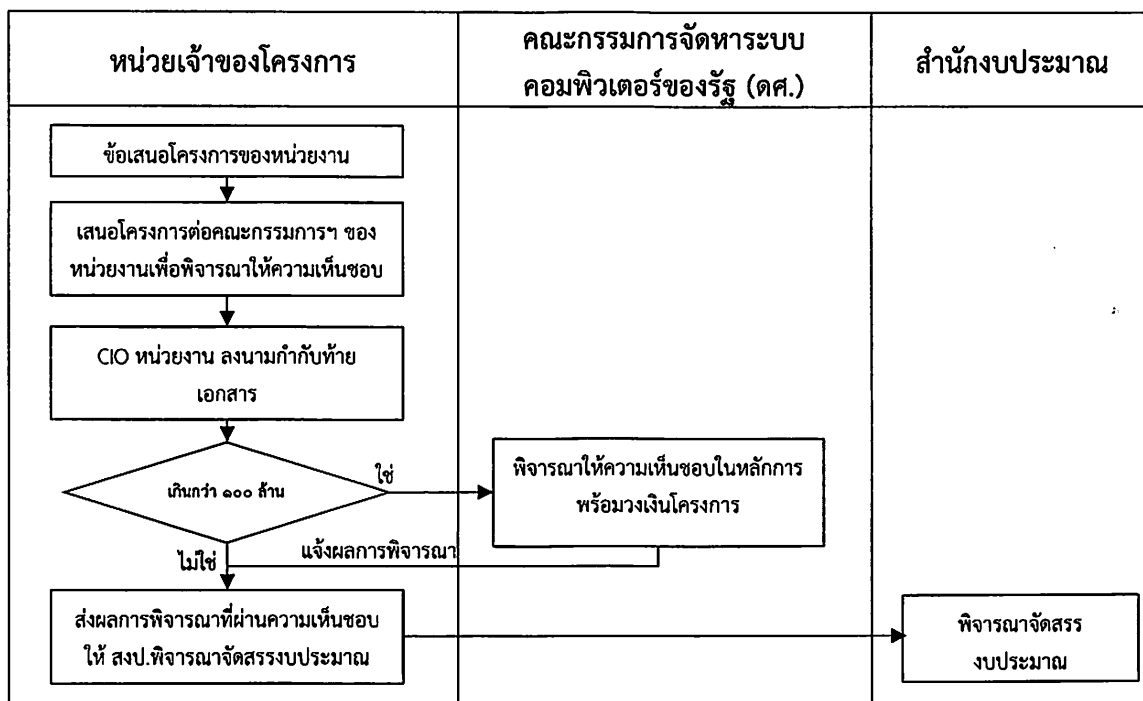 หน่วยเจ้าของโครงการ
คณะกรรมการจัดหาระบบ
คอมพิวเตอร์ของรัฐ (ดศ.)
สำนักงบประมาณ
ข้อเสนอโครงการของหน่วยงาน
เสนอโครงการต่อคณะกรรมการฯ ของ
หน่วยงานเพื่อพิจารณาให้ความเห็นชอบ
CIO หน่วยงาน ลงนามกำกับท้าย
เอกสาร
เกินกว่า ๑๐๐ ล้าน
ใช่
พิจารณาให้ความเห็นชอบในหลักการ
พร้อมวงเงินโครงการ
ไม่ใช่
แจ้งผลการพิจารณา
ส่งผลการพิจารณาที่ผ่านความเห็นชอบ
ให้ สงป.พิจารณาจัดสรรงบประมาณ
พิจารณาจัดสรร
งบประมาณ